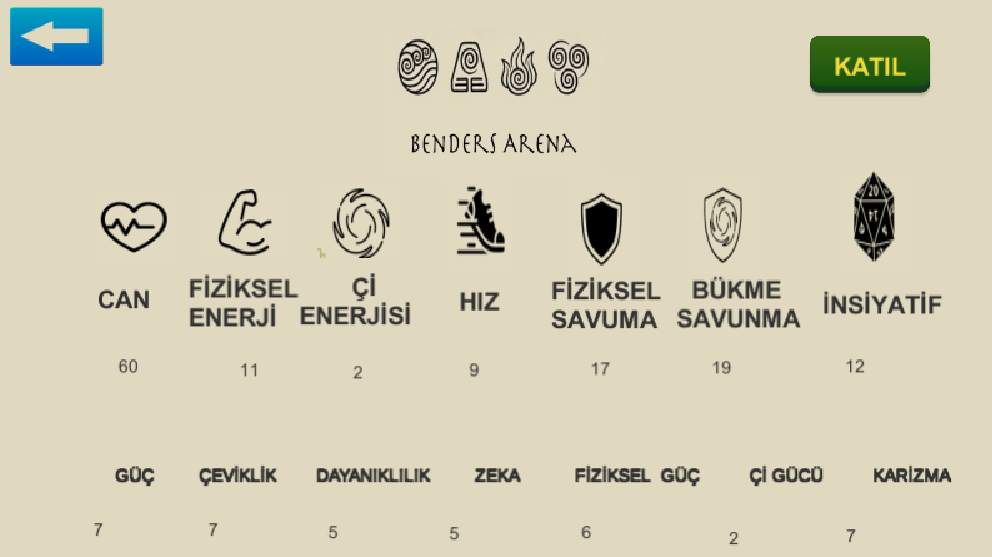 KATIL
BENDERS ARENA
20
CAN
FİZİKSEL
ENERJİ
Çİ
ENERJİSİ
HIZ
FİZİKSEL
SAVUMA
BÜKME
SAVUNMA
İNSİYATİF
60 11 2 9 17 19 12
GÜÇ ÇEVİKLİK DAYANIKLILIK ZEKA FİZİKSEL GÜÇ Çİ GÜCÜ KARİZMA
7 7 5 5 6 2 7